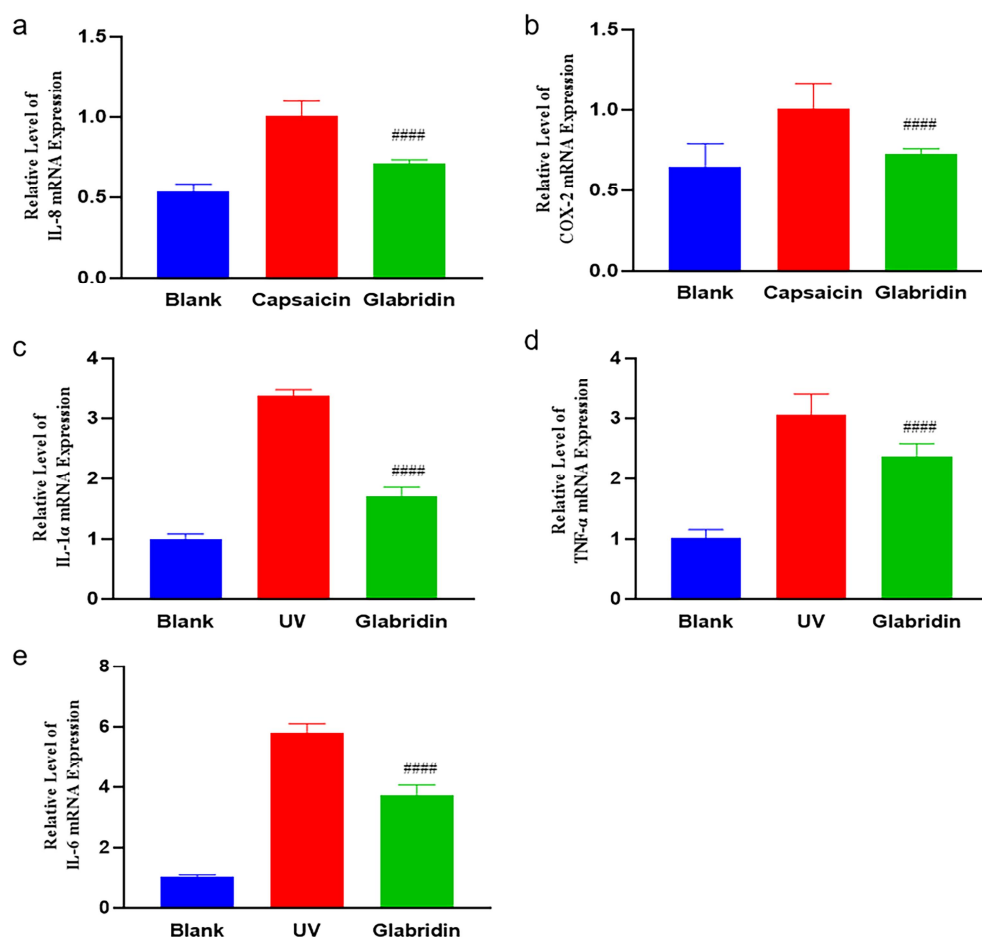 a
Relative Level of
IL-8 mRNA Expression
1.5
1.0
0.5
0.0
####
Blank Capsaicin Glabridin
b
Relative Level of
COX-2 mRNA Expression
1.5
1.0
0.5
0.0
####
Blank Capsaicin Glabridin
c
Relative Level of
IL-1α mRNA Expression
4
3
2
1
0
####
Blank UV Glabridin
d
Relative Level of
TNF-α mRNA Expression
4
3
2
1
0
####
Blank UV Glabridin
e
Relative Level of
IL-6 mRNA Expression
8
6
4
2
0
####
Blank UV Glabridin